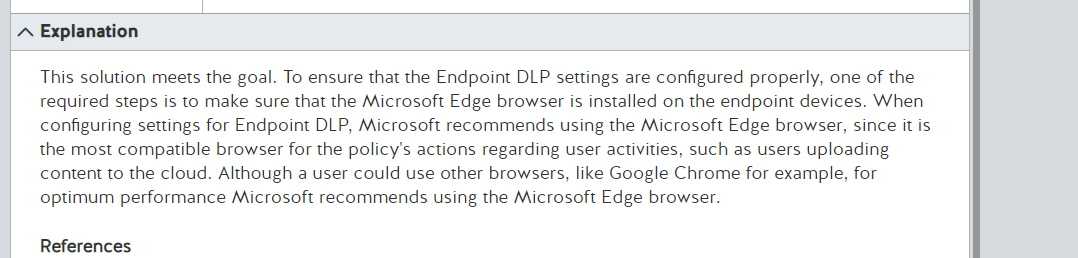 Explanation
This solution meets the goal. To ensure that the Endpoint DLP settings are configured properly, one of the
required steps is to make sure that the Microsoft Edge browser is installed on the endpoint devices. When
configuring settings for Endpoint DLP, Microsoft recommends using the Microsoft Edge browser, since it is
the most compatible browser for the policy's actions regarding user activities, such as users uploading
content to the cloud. Although a user could use other browsers, like Google Chrome for example, for
optimum performance Microsoft recommends using the Microsoft Edge browser.
References